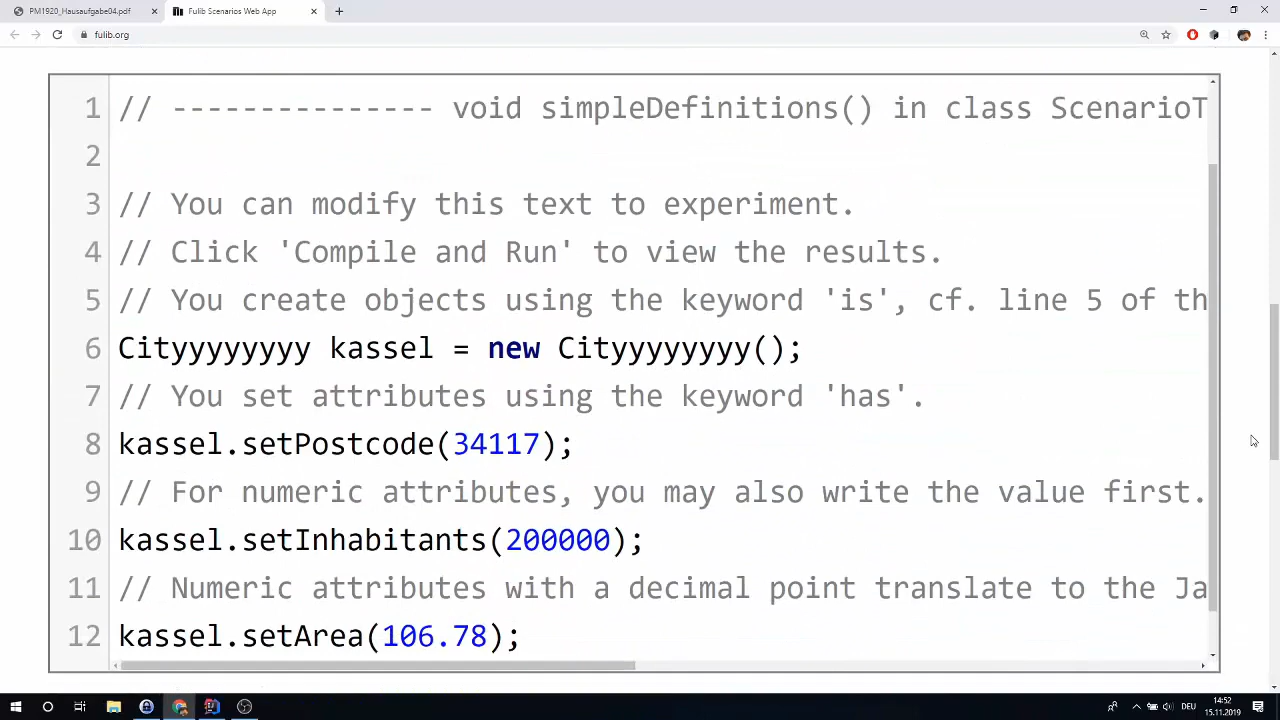 PM1920_Hausaufgabe04.pdf
Fulib Scenarios Web App
fulib.org
1 // --------------- void simpleDefinitions() in class ScenarioT
2
3 // You can modify this text to experiment.
4 // Click 'Compile and Run' to view the results.
5 // You create objects using the keyword 'is', cf. line 5 of th
6 Cityyyyyyyy kassel = new Cityyyyyyyy();
7 // You set attributes using the keyword 'has'.
8 kassel.setPostcode(34117);
9 // For numeric attributes, you may also write the value first.
10 kassel.setInhabitants(200000);
11 // Numeric attributes with a decimal point translate to the Ja
12 kassel.setArea(106.78);
DEU
14:52
15.11.2019